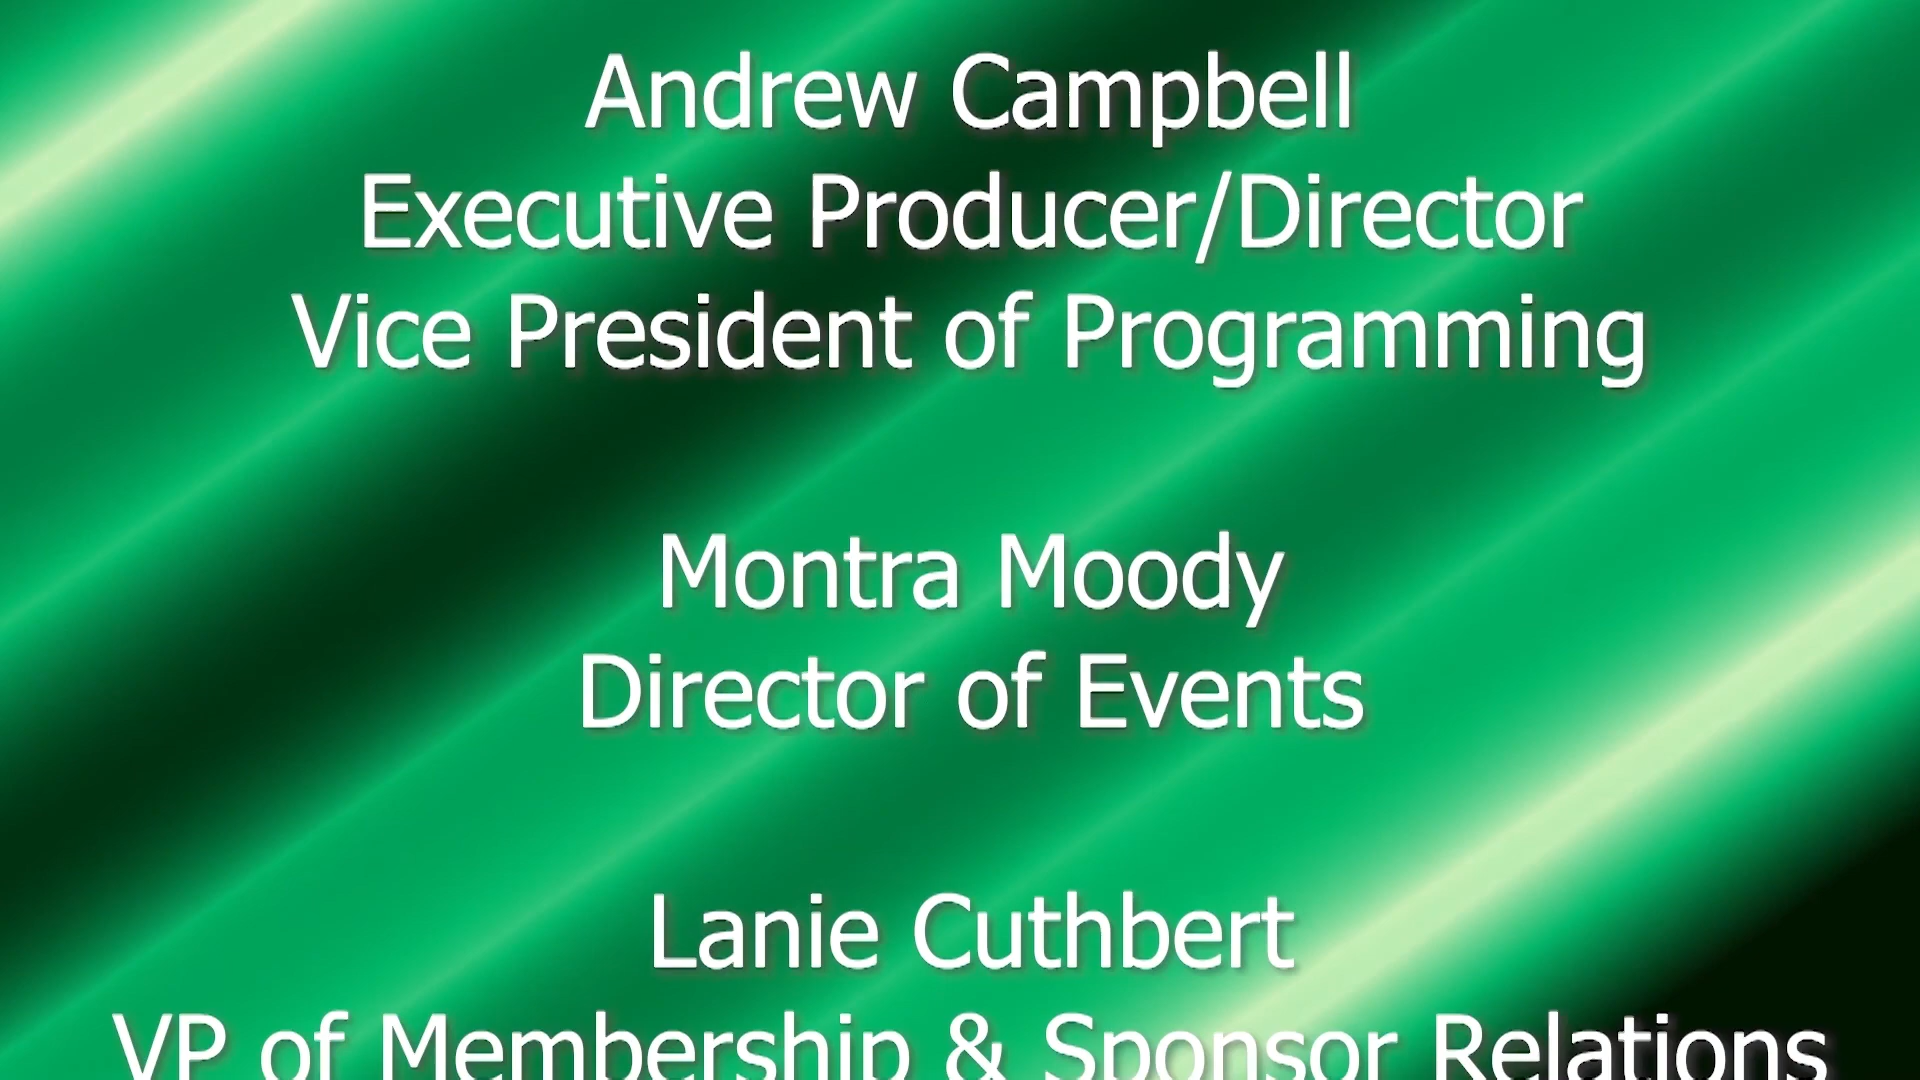 Andrew Campbell
Executive Producer/Director
Vice President of Programming
Montra Moody
Director of Events
Lanie Cuthbert
VP of Membership & Sponsor Relations